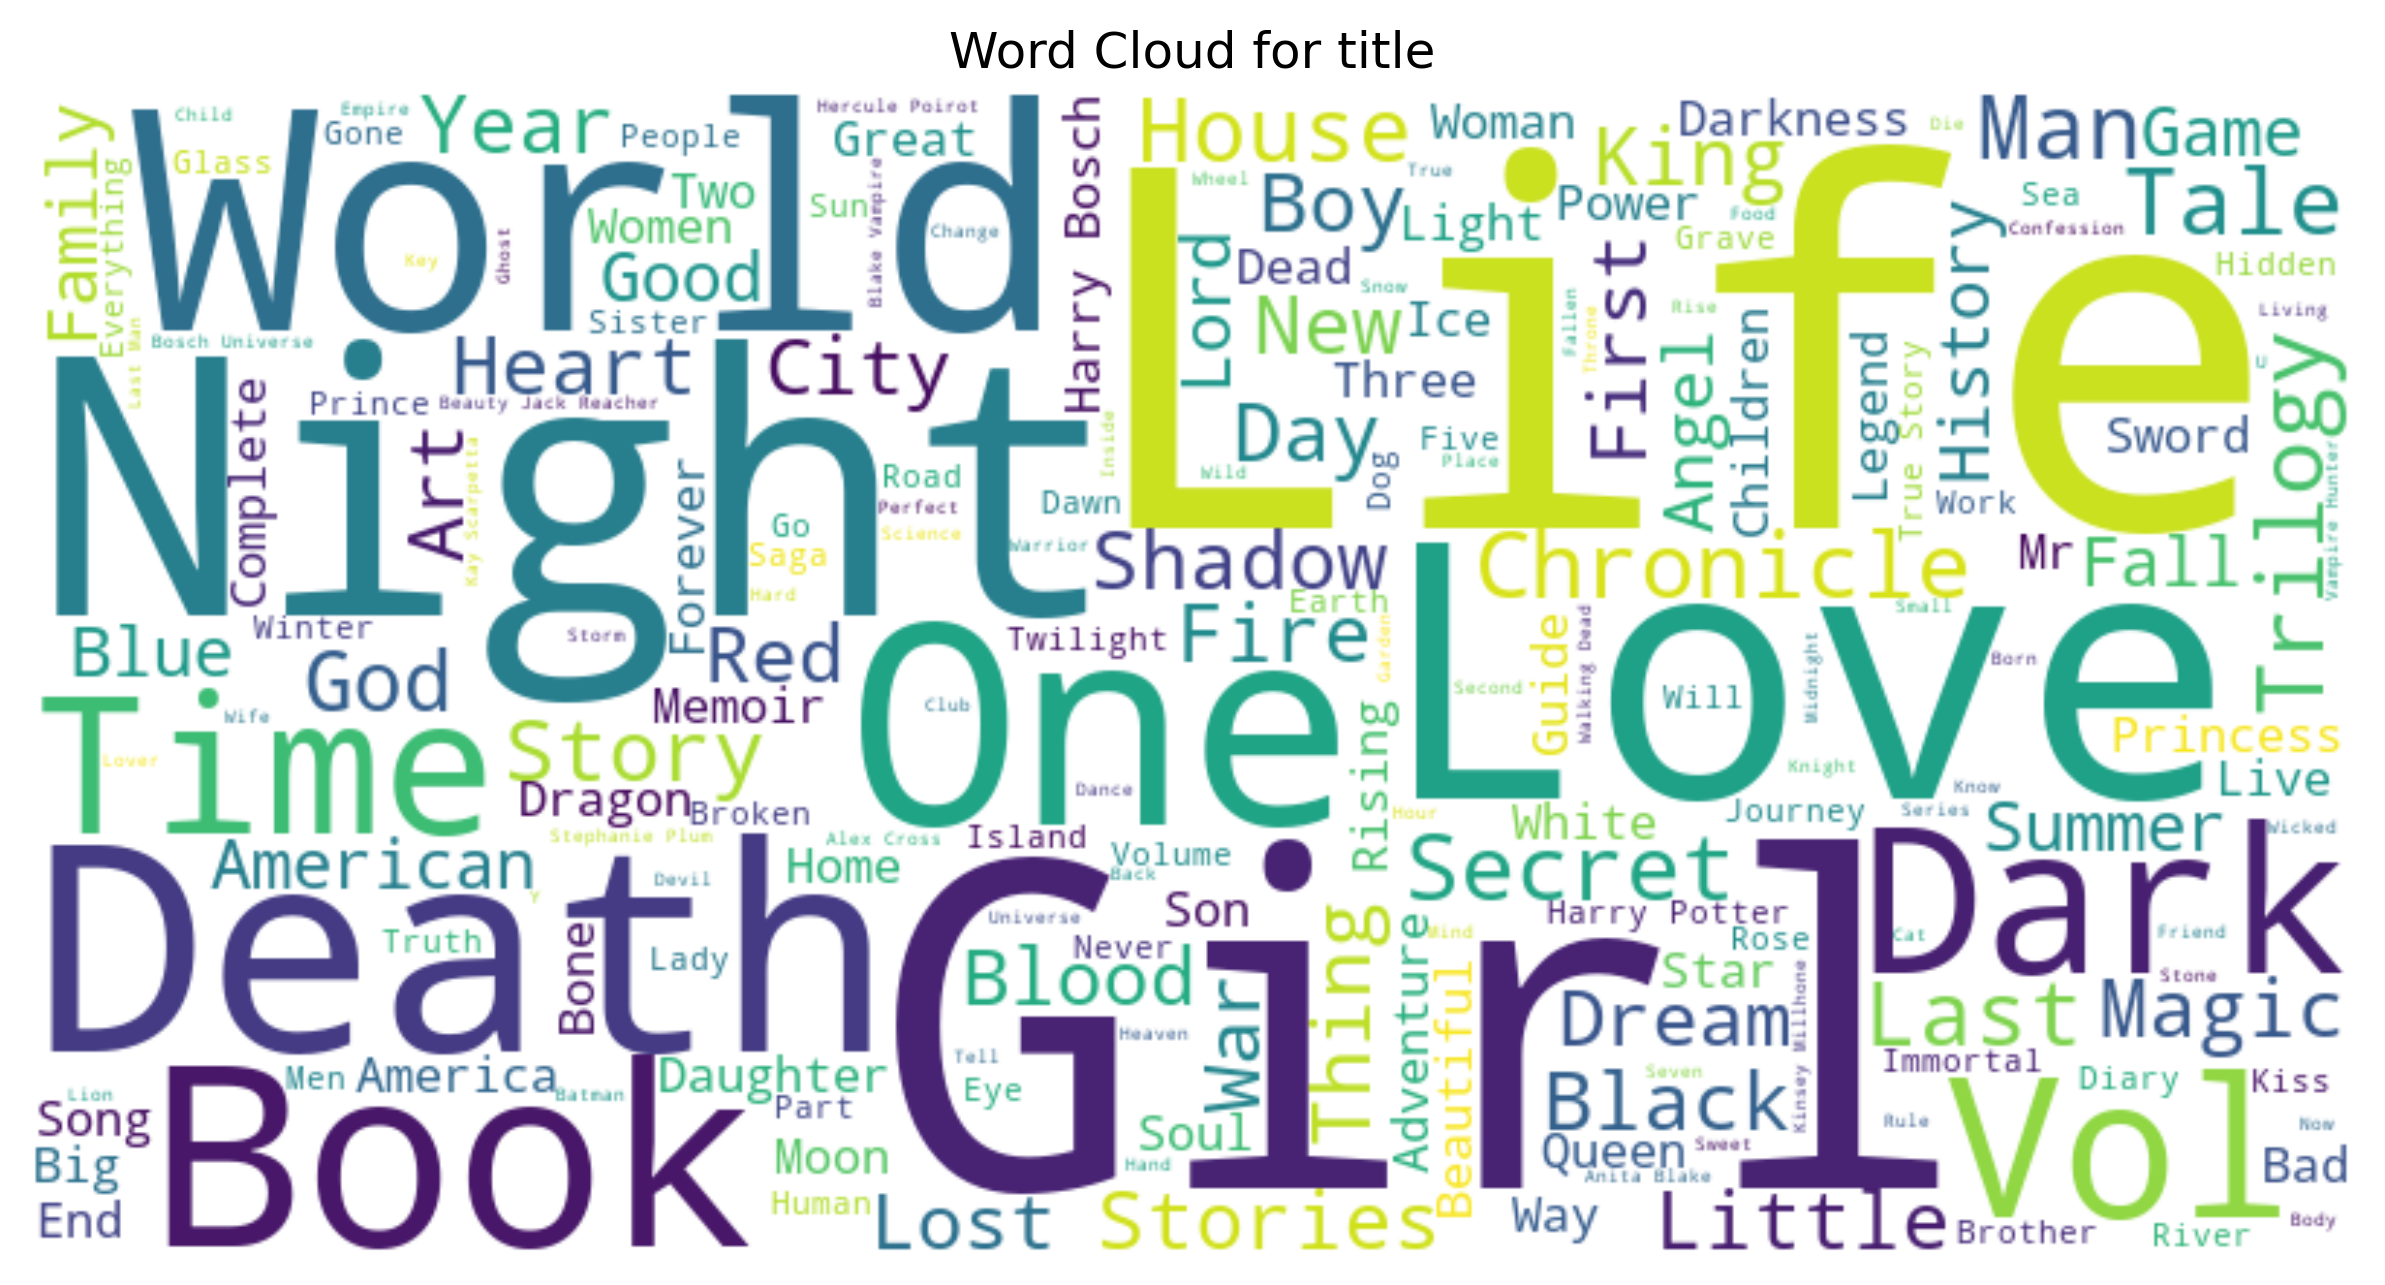 Word Cloud for title
Child
Empire
Hercule Poirot
Family
World
Gone
Year
People
Great
Harry Bosch
House
Woman
King
Darkness
Die
Man
Game
Glass
Everything
Two
Women
Sun
Blake Vampire
Change
Wheel
True
Boy
Light
Power
Food
Grave
Sea
Confession
Tale
Key
Ghost
Good
Sister
Lord
Dead
Snow
New
Ice
Life
Fallen
Throne
First
Rise
History
Hidden
Living
Bosch Universe
Last Man
Heart
City
Three
Angel
Children
Legend
True Story
U
Trilogy
Night
Complete
Prince
Beauty Jack Reacher
Art
Kay Scarpetta
Forever
Road
Perfect
Science
Go
Saga
Hard
Inside
Dawn
Warrior
Day
Wild
Dog
Five
Place
Sword
Work
Vampire Hunter
Shadow
Chronicle
Mr
Fall
Earth
Small
Blue
Winter
God
Storm
Red
Twilight
Fire
Garden
Guide
Walking Dead
Love
Will
Midnight
Born
Second
Time
Wife
Lover
Memoir
Story
One
Club
Dance
Rising
Knight
Know
Princess
Live
Dragon
Broken
Stephanie Plum
Alex Cross
Island
Hour
White
Journey
Series
Summer
Wicked
American
Death
Y
Devil
Home
Volume
Back
Secret
Dark
Truth
Bone
Lady
Universe
Never
Son
Girl
Blood
Heaven
War
Thing
Adventure
Mind
Beautiful
Harry Potter
Rose
Star
Cat
Friend
Stone
Dream
Kinsey Millhone
Last
Magic
Lion
Song
Men
America
Batman
Daughter
Part
Tell
Eye
Seven
Black
Immortal
Vol
Diary
Kiss
Big
Book
Moon
Soul
Hand
Queen
Sweet
Anita Blake
Rule
Now
Bad
End
Human
Lost
Stories
Way
Little
Brother
River
Body